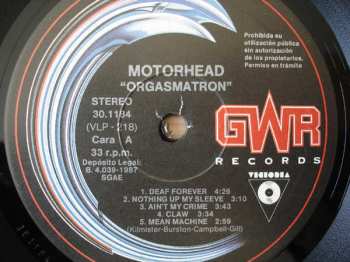 Prohibida su
utilización pública
sin autorización
de los propietarios.
Permiso en trámite
MOTORHEAD
"ORGASMATRON"
STEREO
30.1184
(VLP - 218)
Cara A
33 r.p.m.
Depósito Legal:
B. 4.039-1987
SGAE
GWR
RECORDS
VICTORIA
1. DEAF FOREVER 4:25
2. NOTHING UP MY SLEEVE 3:10
3. AIN'T MY CRIME 3:43
4. CLAW 3:34
5. MEAN MACHINE 2:59
(Kilmister-Burston-Campbell-Gill)